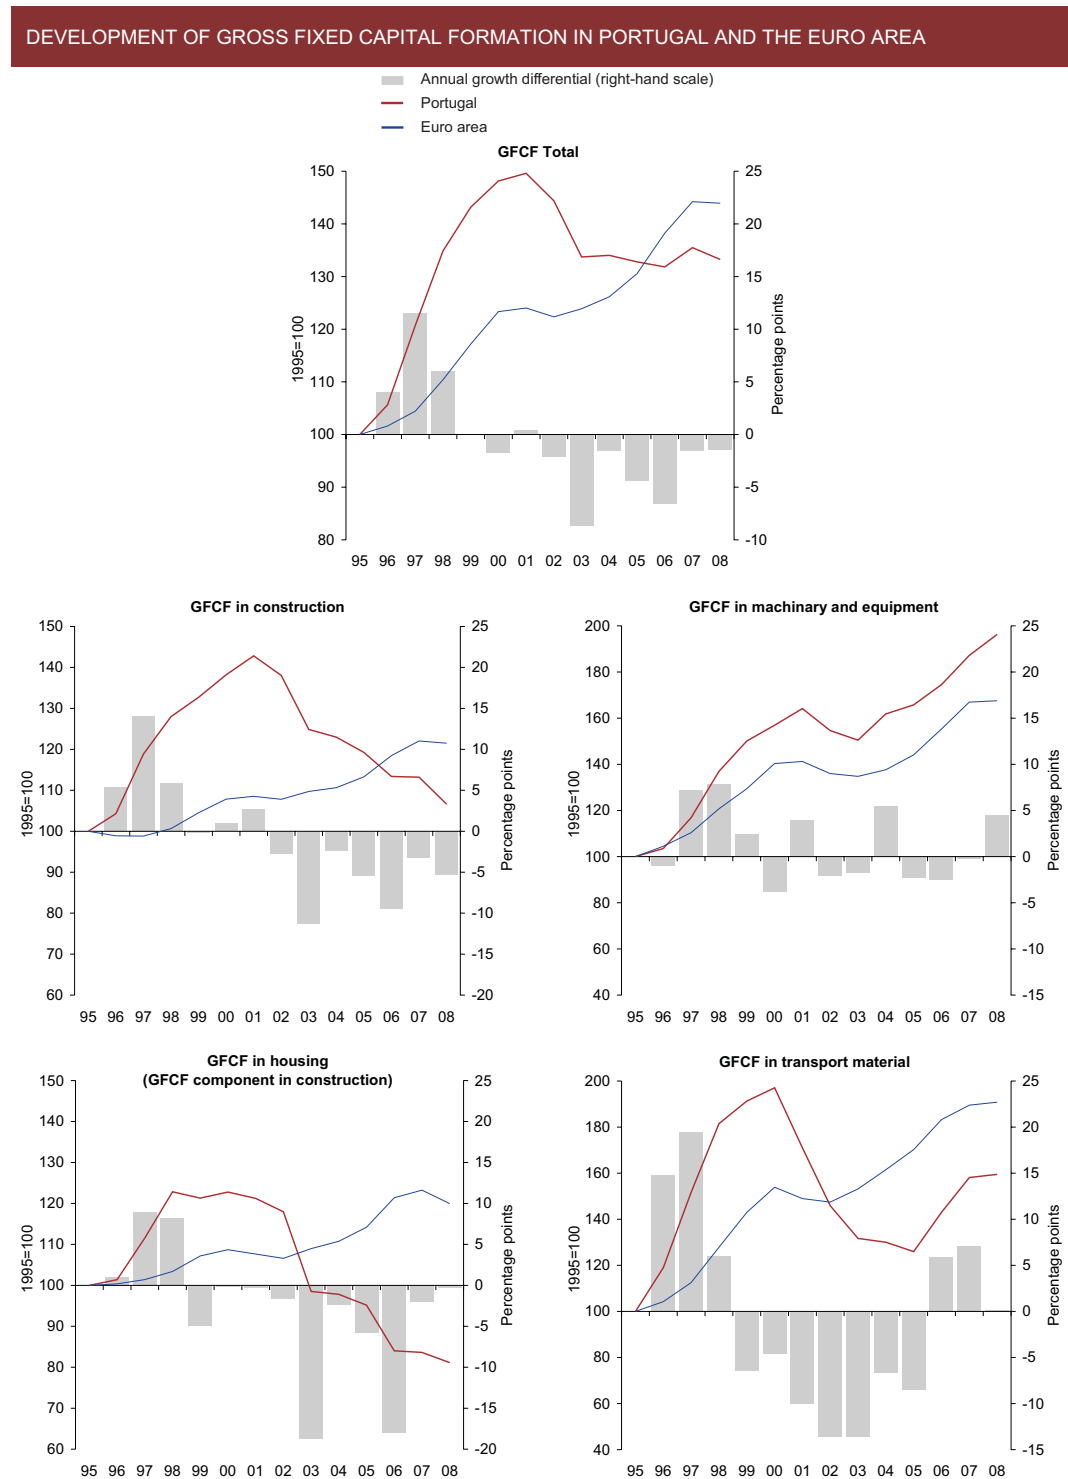 DEVELOPMENT OF GROSS FIXED CAPITAL FORMATION IN PORTUGAL AND THE EURO AREA
Annual growth differential (right-hand scale)
Portugal
Euro area
GFCF Total
150 25
140 20
130 15
120 10
110 5
100 0
90 -5
80 -10
1995=100
Percentage points
95 96 97 98 99 00 01 02 03 04 05 06 07 08
GFCF in construction
150 25
140 20
130 15
120 10
110 5
100 0
90 -5
80 -10
70 -15
60 -20
1995=100
Percentage points
95 96 97 98 99 00 01 02 03 04 05 06 07 08
GFCF in machinary and equipment
200 25
180 20
160 15
140 10
120 5
100 0
80 -5
60 -10
40 -15
1995=100
Percentage points
95 96 97 98 99 00 01 02 03 04 05 06 07 08
GFCF in housing
(GFCF component in construction)
150 25
140 20
130 15
120 10
110 5
100 0
90 -5
80 -10
70 -15
60 -20
1995=100
Percentage points
95 96 97 98 99 00 01 02 03 04 05 06 07 08
GFCF in transport material
200 25
180 20
160 15
140 10
120 5
100 0
80 -5
60 -10
40 -15
1995=100
Percentage points
95 96 97 98 99 00 01 02 03 04 05 06 07 08